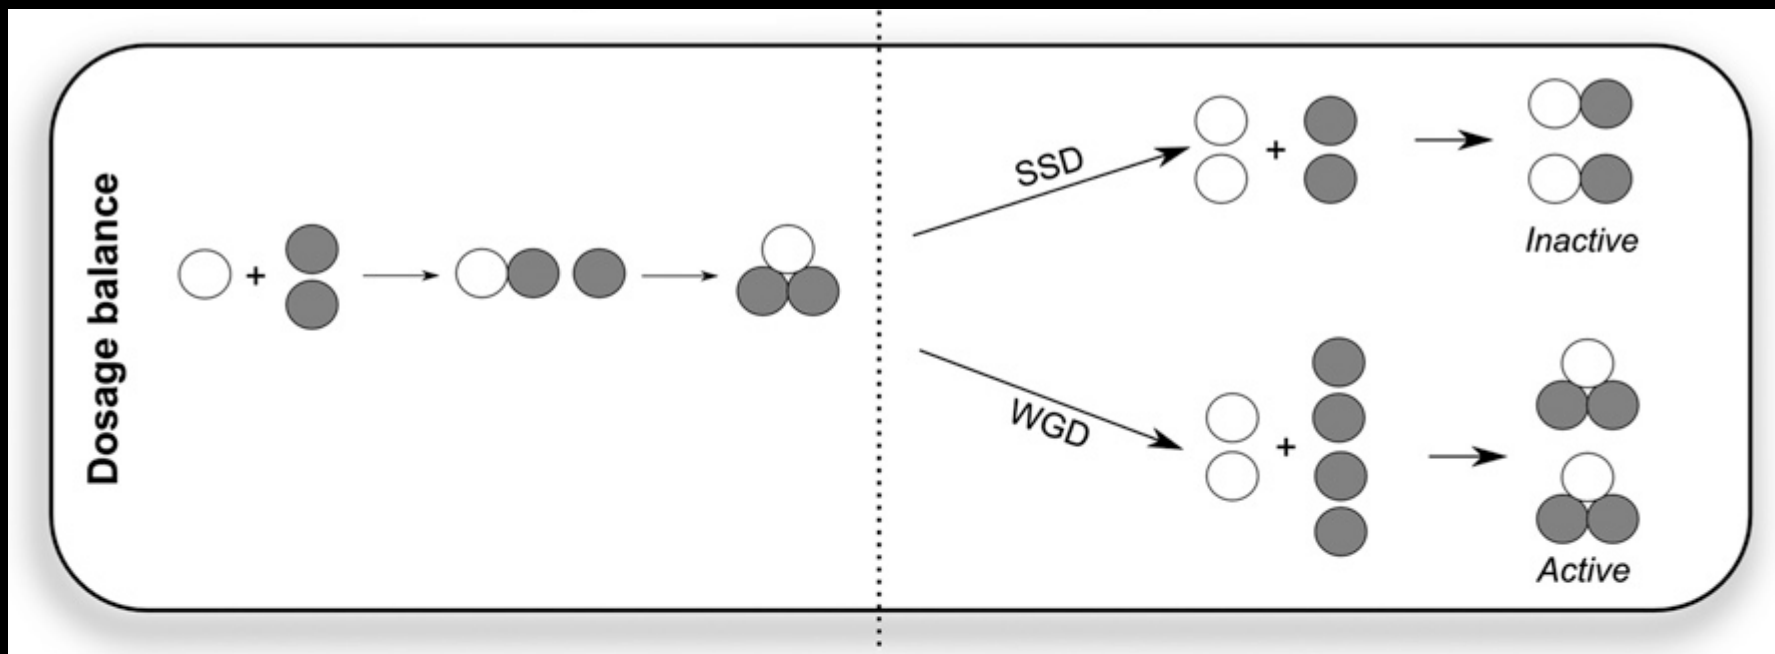 Dosage balance
+
SSD
+
Inactive
WGD
+
Active